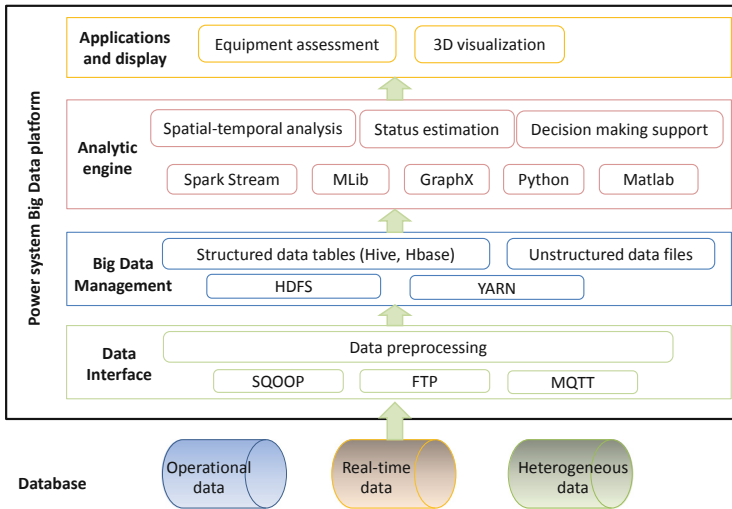 Power system Big Data platform
Applications
and display
Equipment assessment
3D visualization
Analytic
engine
Spatial-temporal analysis
Status estimation
Decision making support
Spark Stream
MLib
GraphX
Python
Matlab
Big Data
Management
Structured data tables (Hive, Hbase)
Unstructured data files
HDFS
YARN
Data
Interface
Data preprocessing
SQOOP
FTP
MQTT
Database
Operational
data
Real-time
data
Heterogeneous
data